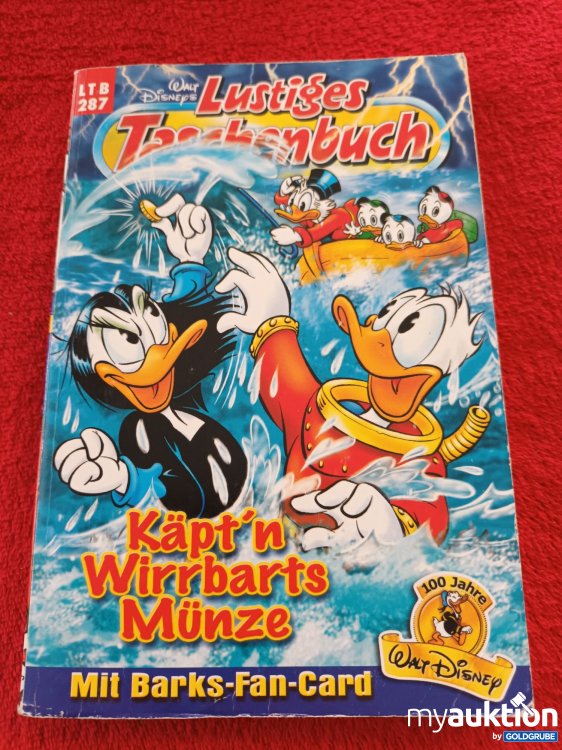 LTB
287
WALT
DISNEYS
Lustiges
Taschenbuch
Käpt'n
Wirrbarts
Münze
100 Jahre
WALT DISNEY
Mit Barks-Fan-Card
myauktion
by GOLDGRUBE